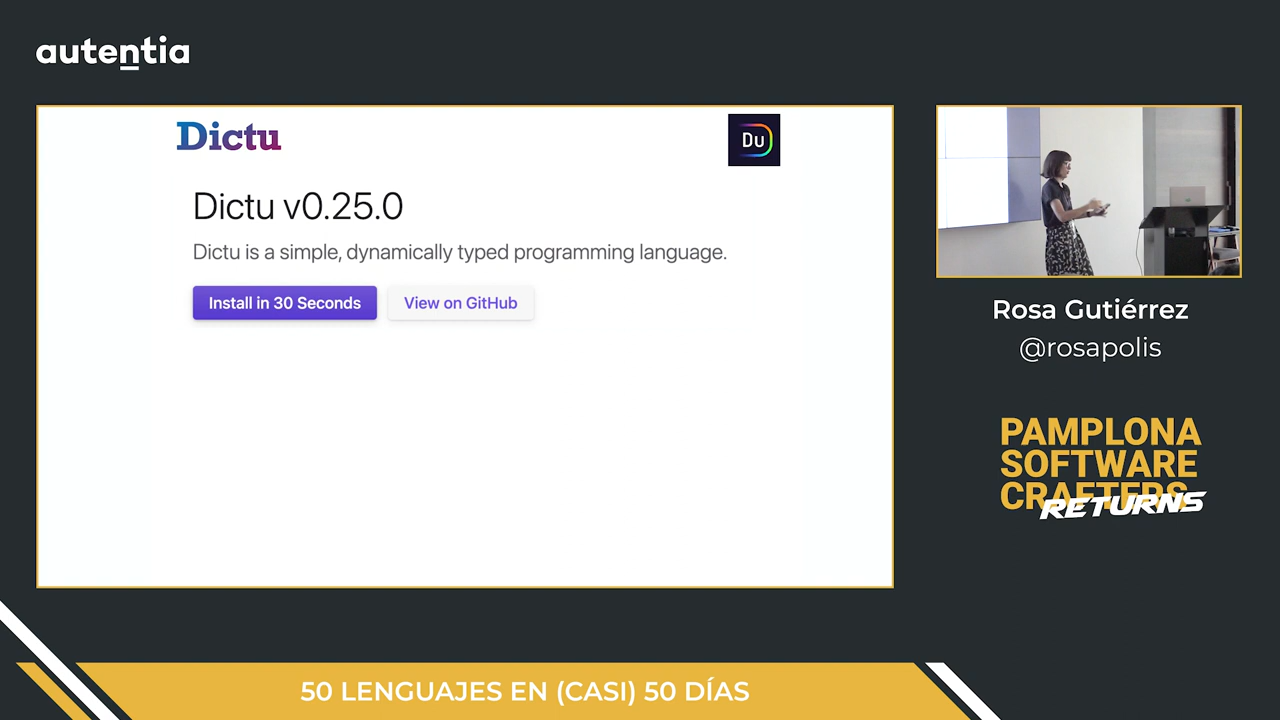 autentia
Dictu
Du
Dictu v0.25.0
Dictu is a simple, dynamically typed programming language.
Install in 30 Seconds
View on GitHub
Rosa Gutiérrez
@rosapolis
PAMPLONA
SOFTWARE
CRAFTERS
RETURNS
50 LENGUAJES EN (CASI) 50 DÍAS